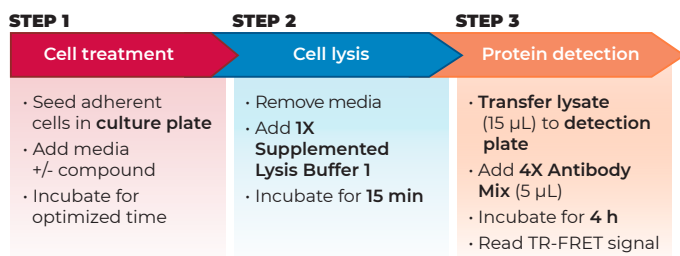 STEP 1
Cell treatment
· Seed adherent
cells in culture plate
· Add media
+/- compound
· Incubate for
optimized time
STEP 2
Cell lysis
· Remove media
· Add 1X
Supplemented
Lysis Buffer 1
· Incubate for 15 min
STEP 3
Protein detection
· Transfer lysate
(15 µL) to detection
plate
· Add 4X Antibody
Mix (5 µL)
· Incubate for 4 h
· Read TR-FRET signal